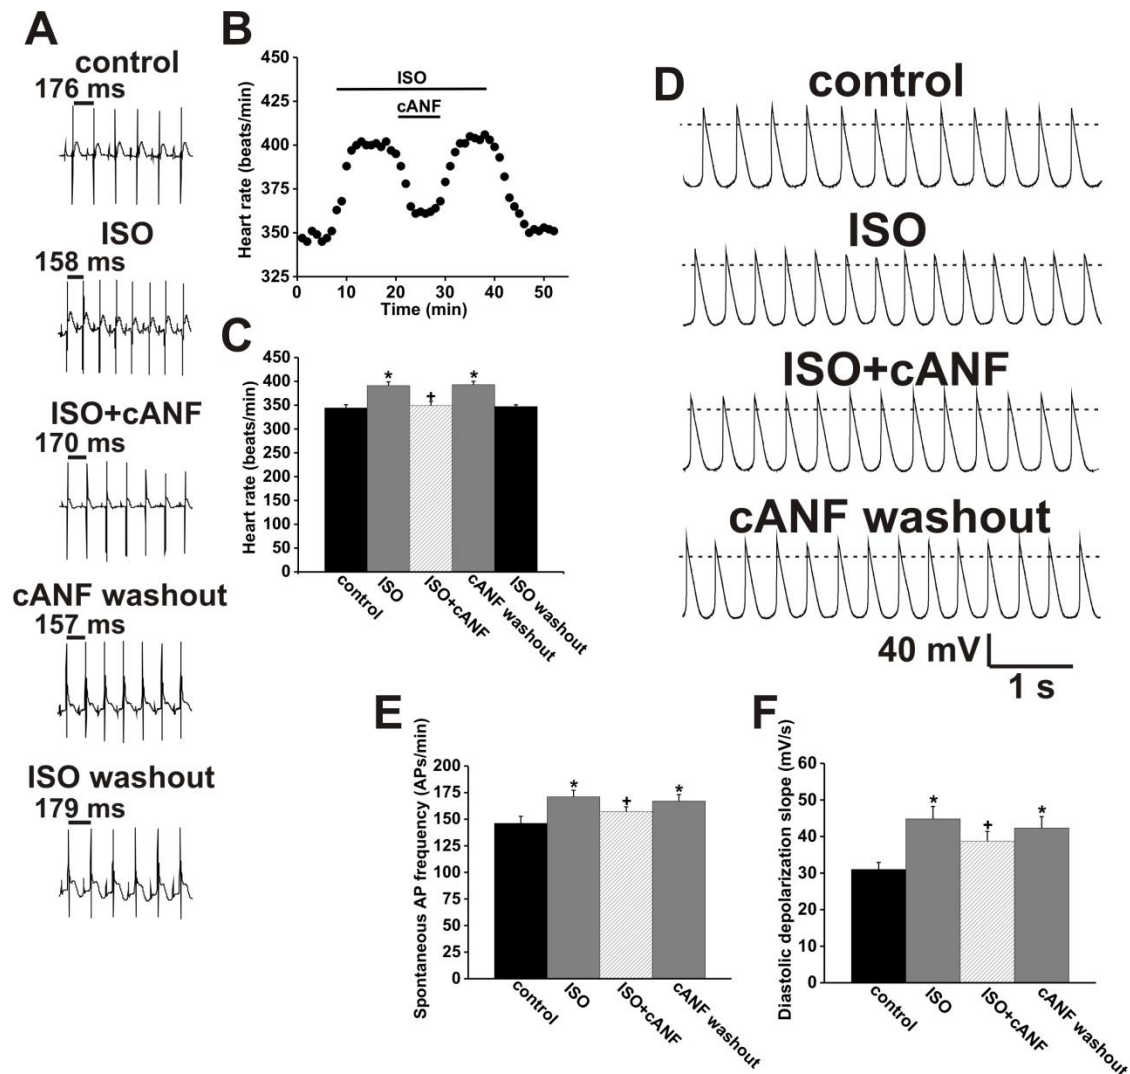 A
control
176 ms
ISO
158 ms
ISO+cANF
170 ms
cANF washout
157 ms
ISO washout
179 ms
B
Heart rate (beats/min)
450
425
400
375
350
325
ISO
cANF
0 10 20 30 40 50
Time (min)
C
Heart rate (beats/min)
450
400
350
300
250
200
150
100
50
0
*
+
*
control
ISO
ISO+cANF
cANF washout
ISO washout
D
control
ISO
ISO+cANF
cANF washout
40 mV
1 s
E
Spontaneous AP frequency (APs/min)
200
175
150
125
100
75
50
25
0
*
+
*
control
ISO
ISO+cANF
cANF washout
F
Diastolic depolarization slope (mV/s)
60
50
40
30
20
10
0
*
+
*
control
ISO
ISO+cANF
cANF washout